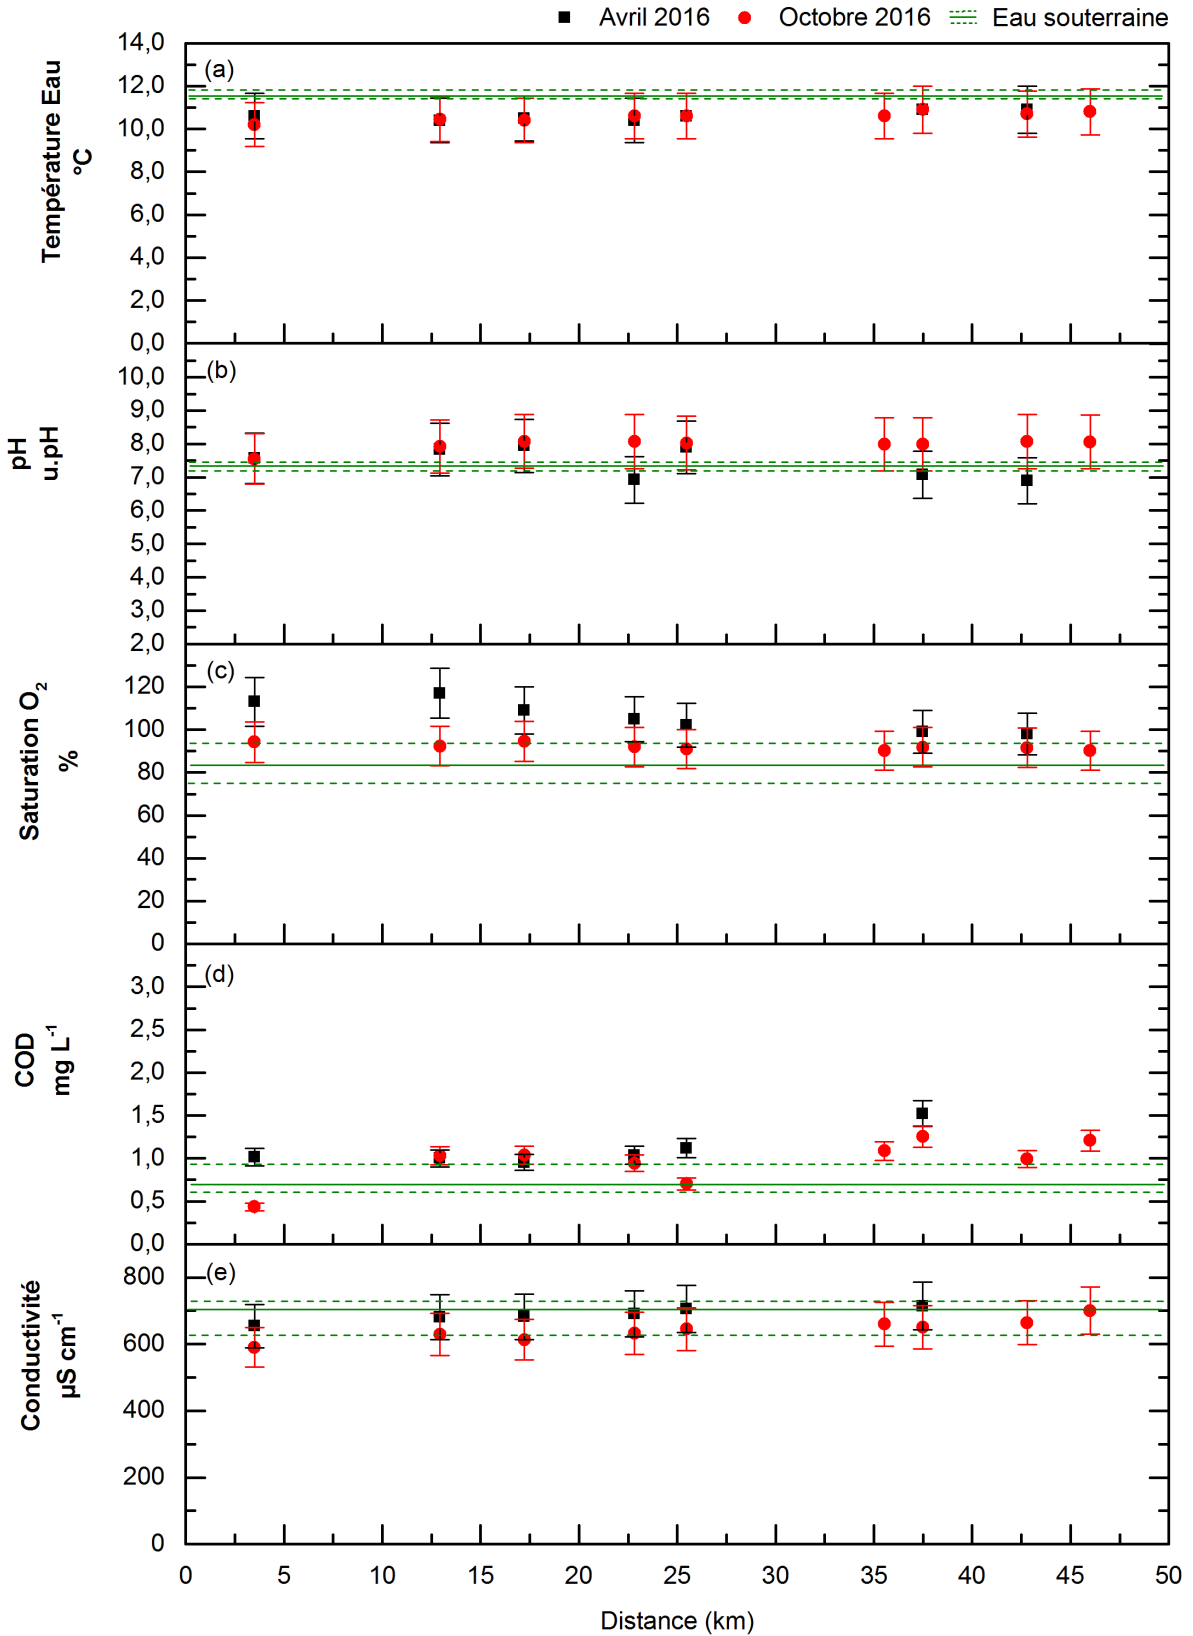 Avril 2016 Octobre 2016 Eau souterraine
(a)
Température Eau
°C
14,0
12,0
10,0
8,0
6,0
4,0
2,0
0,0
(b)
pH
u.pH
10,0
9,0
8,0
7,0
6,0
5,0
4,0
3,0
2,0
(c)
Saturation O2
%
120
100
80
60
40
20
0
(d)
COD
mg L-1
3,0
2,5
2,0
1,5
1,0
0,5
0,0
(e)
Conductivité
µS cm-1
800
600
400
200
0
0 5 10 15 20 25 30 35 40 45 50
Distance (km)